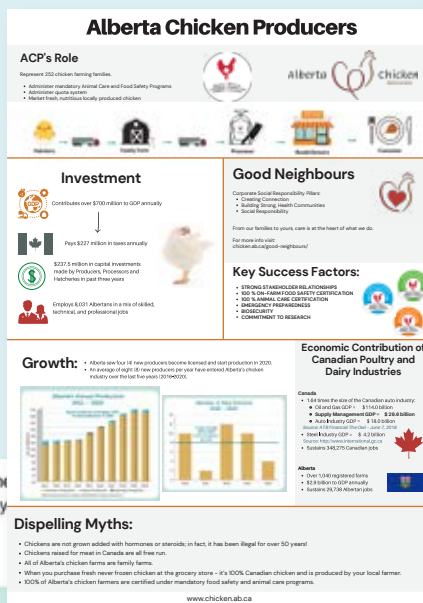 Alberta Chicken Producers
ACP's Role
Represent 252 chicken farming families.
• Administer mandatory Animal Care and Food Safety Programs
• Administer quota system
• Market fresh, nutritious locally produced chicken
Alberta Chicken
Investment
Contributes over $700 million to GDP annually
Pays $227 million in taxes annually
$237.5 million in capital investments
made by Producers, Processors and
Hatcheries in past three years
Employs 8,031 Albertans in a mix of skilled,
technical, and professional jobs
Good Neighbours
Corporate Social Responsibility Pillars:
• Creating Connection
• Building Strong, Health Communities
• Social Responsibility
From our families to yours, care is at the heart of what we do.
For more info visit
chicken.ab.ca/good-neighbours/
Key Success Factors:
• STRONG STAKEHOLDER RELATIONSHIPS
• 100 % ON-FARM FOOD SAFETY CERTIFICATION
• 100 % ANIMAL CARE CERTIFICATION
• EMERGENCY PREPAREDNESS
• BIOSECURITY
• COMMITMENT TO RESEARCH
Growth:
• Alberta saw four (4) new producers become licensed and start production in 2020.
• An average of eight (8) new producers per year have entered Alberta's chicken
industry over the last five years (2016-2020).
Economic Contribution of
Canadian Poultry and
Dairy Industries
Canada
• 1.64 times the size of the Canadian auto industry:
Oil and Gas GDP = $114.0 billion
Supply Management GDP = $ 29.6 billion
Auto Industry GDP = $ 18.0 billion
Steel Industry GDP = $ 4.2 billion
• Sustains 348,275 Canadian jobs
Alberta
• Over 1,040 registered farms
• $2.9 billion to GDP annually
• Sustains 29,738 Albertan jobs
Dispelling Myths:
• Chickens are not grown added with hormones or steroids; in fact, it has been illegal for over 50 years!
• Chickens raised for meat in Canada are all free run.
• All of Alberta's chicken farms are family farms.
• When you purchase fresh never frozen chicken at the grocery store - it's 100% Canadian chicken and is produced by your local farmer.
• 100% of Alberta's chicken farmers are certified under mandatory food safety and animal care programs.
www.chicken.ab.ca